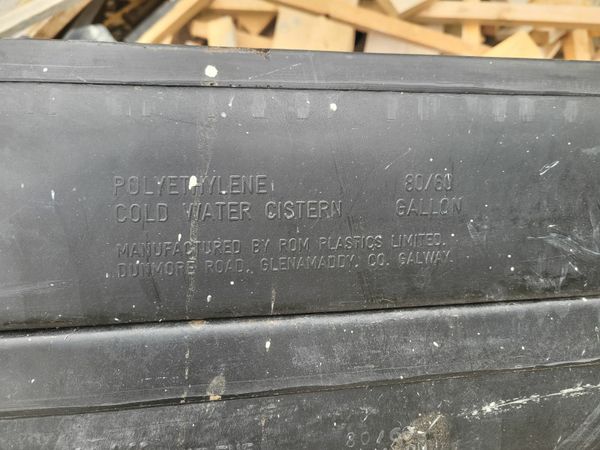 POLYETHYLENE 80/60
COLD WATER CISTERN GALLON
MANUFACTURED BY ROM PLASTICS LIMITED.
DUNMORE ROAD, GLENAMADDY, CO. GALWAY.